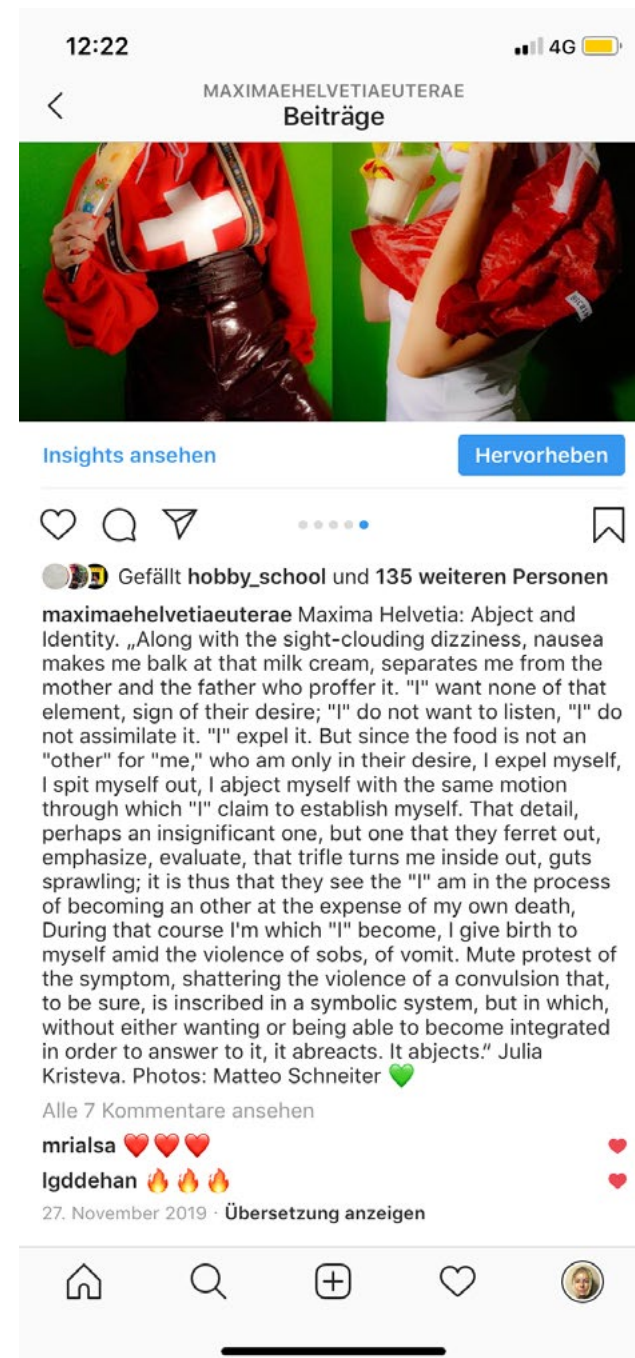 12:22
4G
MAXIMAEHELVETIAEUTERAE
Beiträge
Insights ansehen
Hervorheben
Gefällt hobby_school und 135 weiteren Personen
maximaehelvetiaeuterae Maxima Helvetia: Abject and
Identity. „Along with the sight-clouding dizziness, nausea
makes me balk at that milk cream, separates me from the
mother and the father who proffer it. "I" want none of that
element, sign of their desire; "I" do not want to listen, "I" do
not assimilate it. "I" expel it. But since the food is not an
"other" for "me," who am only in their desire, I expel myself,
I spit myself out, I abject myself with the same motion
through which "I" claim to establish myself. That detail,
perhaps an insignificant one, but one that they ferret out,
emphasize, evaluate, that trifle turns me inside out, guts
sprawling; it is thus that they see the "I" am in the process
of becoming an other at the expense of my own death,
During that course I'm which "I" become, I give birth to
myself amid the violence of sobs, of vomit. Mute protest of
the symptom, shattering the violence of a convulsion that,
to be sure, is inscribed in a symbolic system, but in which,
without either wanting or being able to become integrated
in order to answer to it, it abreacts. It abjects.“ Julia
Kristeva. Photos: Matteo Schneiter 💚
Alle 7 Kommentare ansehen
mrialsa ❤️❤️❤️
lgddehan 🔥🔥🔥
27. November 2019 · Übersetzung anzeigen